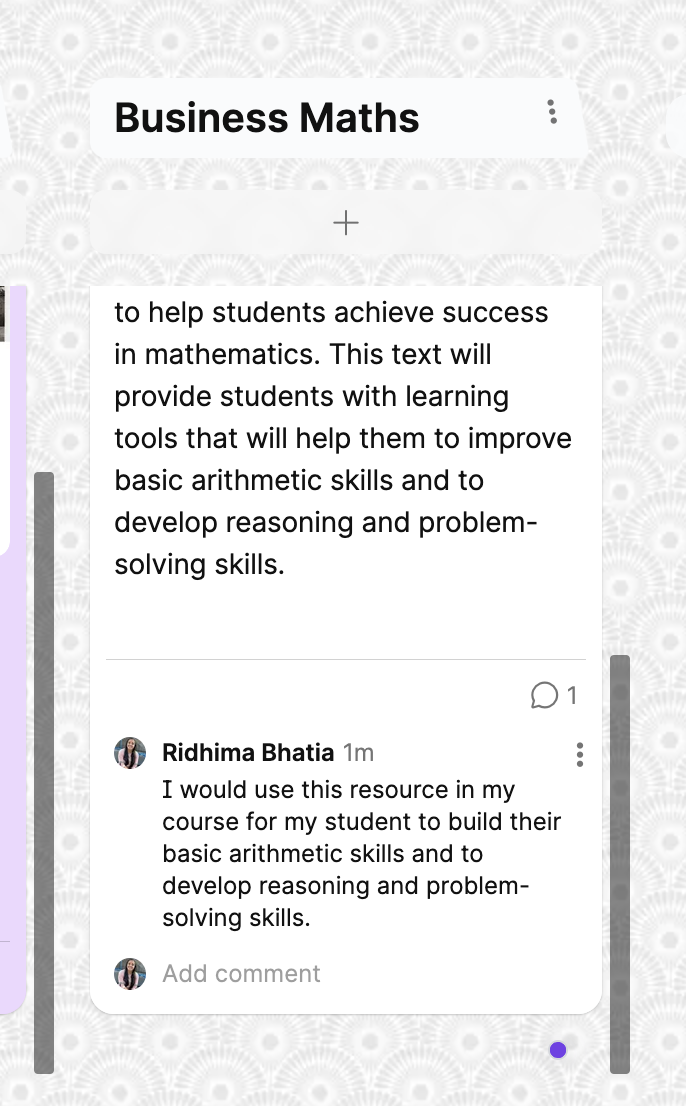 Business Maths
to help students achieve success
in mathematics. This text will
provide students with learning
tools that will help them to improve
basic arithmetic skills and to
develop reasoning and problem-
solving skills.
1
Ridhima Bhatia 1m
I would use this resource in my
course for my student to build their
basic arithmetic skills and to
develop reasoning and problem-
solving skills.
Add comment